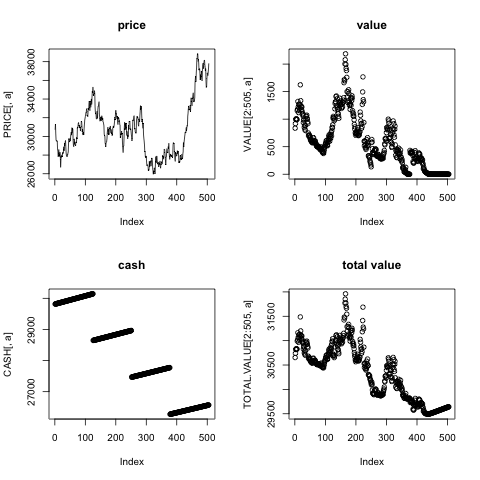 price
PRICE[, a]
26000 30000 34000 38000
0 100 200 300 400 500
Index
value
VALUE[2:505, a]
0 500 1500
0 100 200 300 400 500
Index
cash
CASH[, a]
27000 29000
0 100 200 300 400 500
Index
total value
TOTAL.VALUE[2:505, a]
29500 30500 31500
0 100 200 300 400 500
Index